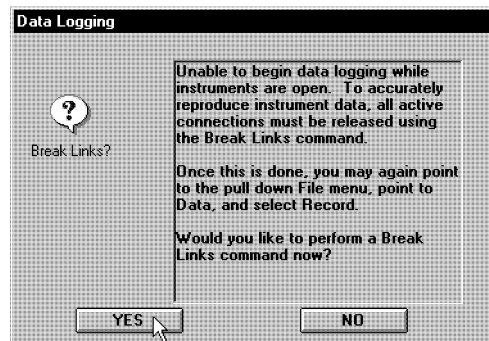 Data Logging
Unable to begin data logging while
instruments are open.  To accurately
reproduce instrument data, all active
connections must be released using
the Break Links command.
Break Links?
Once this is done, you may again point
to the pull down File menu, point to
Data, and select Record.
Would you like to perform a Break
Links command now?
YES
NO